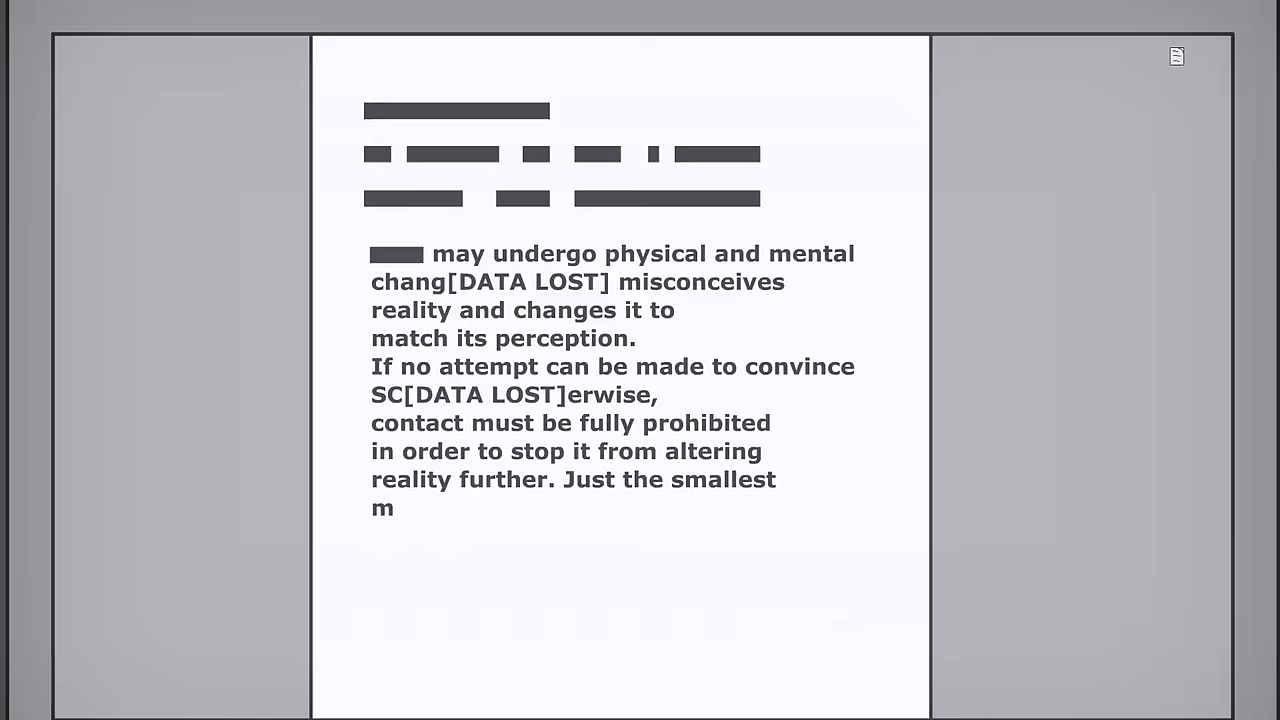 may undergo physical and mental
chang[DATA LOST] misconceives
reality and changes it to
match its perception.
If no attempt can be made to convince
SC[DATA LOST]erwise,
contact must be fully prohibited
in order to stop it from altering
reality further. Just the smallest
m